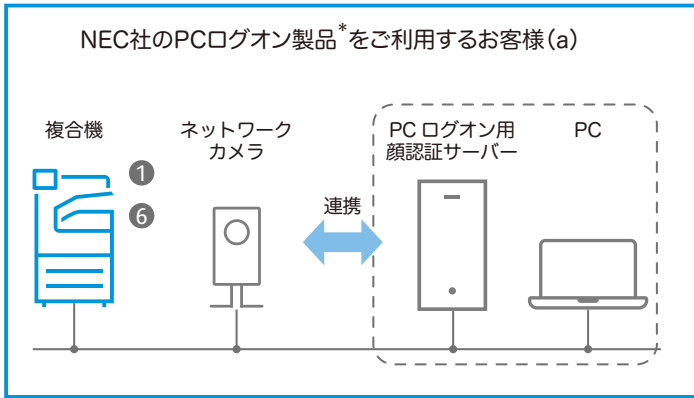 NEC社のPCログオン製品*をご利用するお客様(a)
複合機
ネットワーク
カメラ
PC ログオン用
顔認証サーバー
PC
1
6
連携